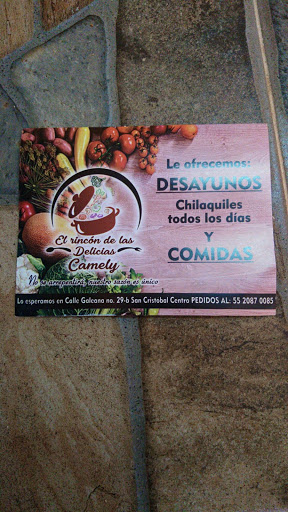 Le ofrecemos:
DESAYUNOS
Chilaquiles
todos los días
Y
COMIDAS
El rincón de las
Delicias
Camely
No se arrepentirá, nuestro sazón es único
Lo esperamos en Calle Galeana no. 29-b San Cristobal Centro PEDIDOS AL: 55 2087 0085